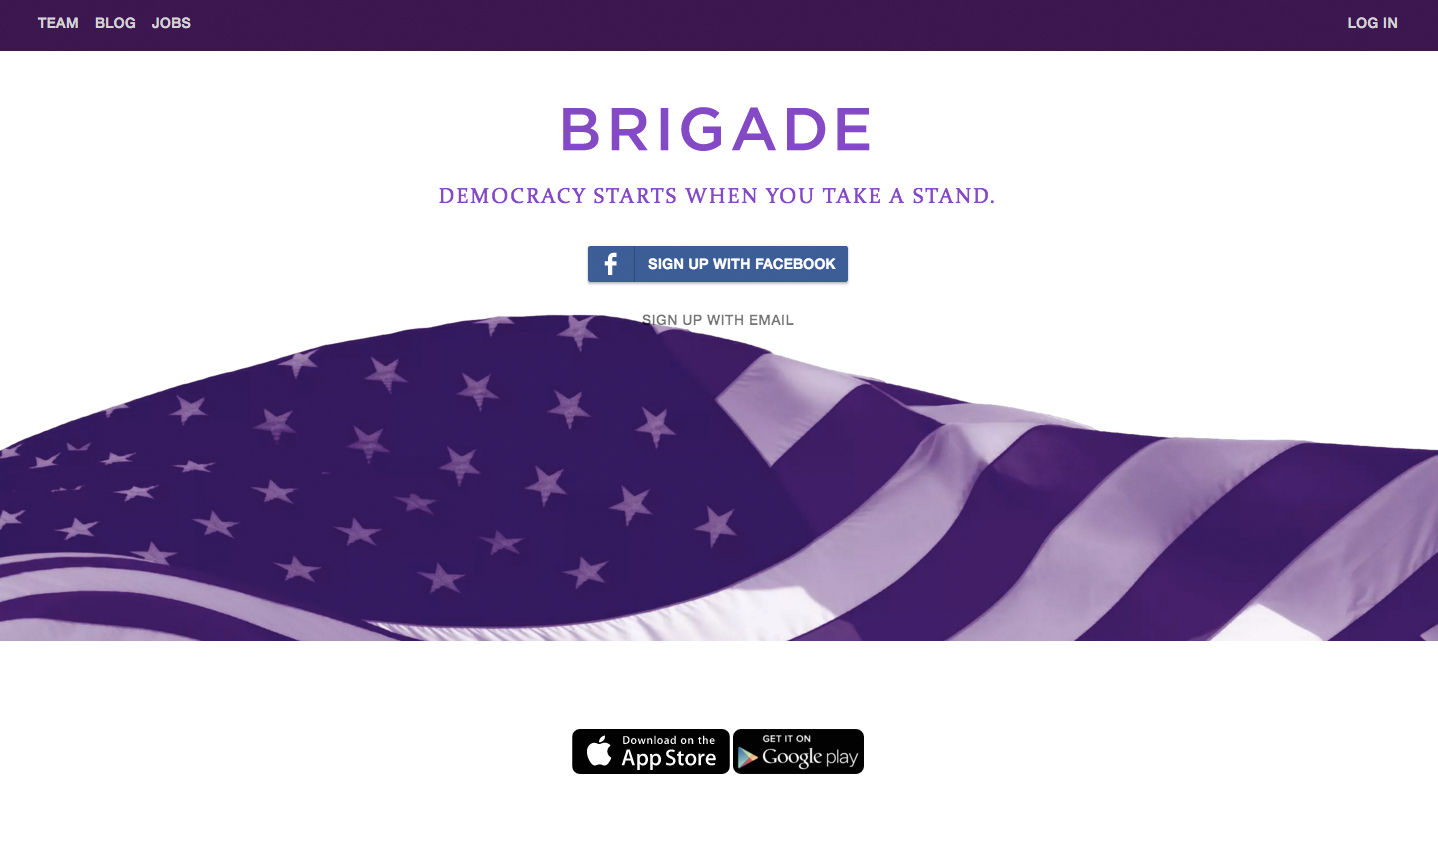 TEAM BLOG JOBS LOG IN
BRIGADE
DEMOCRACY STARTS WHEN YOU TAKE A STAND.
f SIGN UP WITH FACEBOOK
SIGN UP WITH EMAIL
Download on the
App Store
GET IT ON
Google play